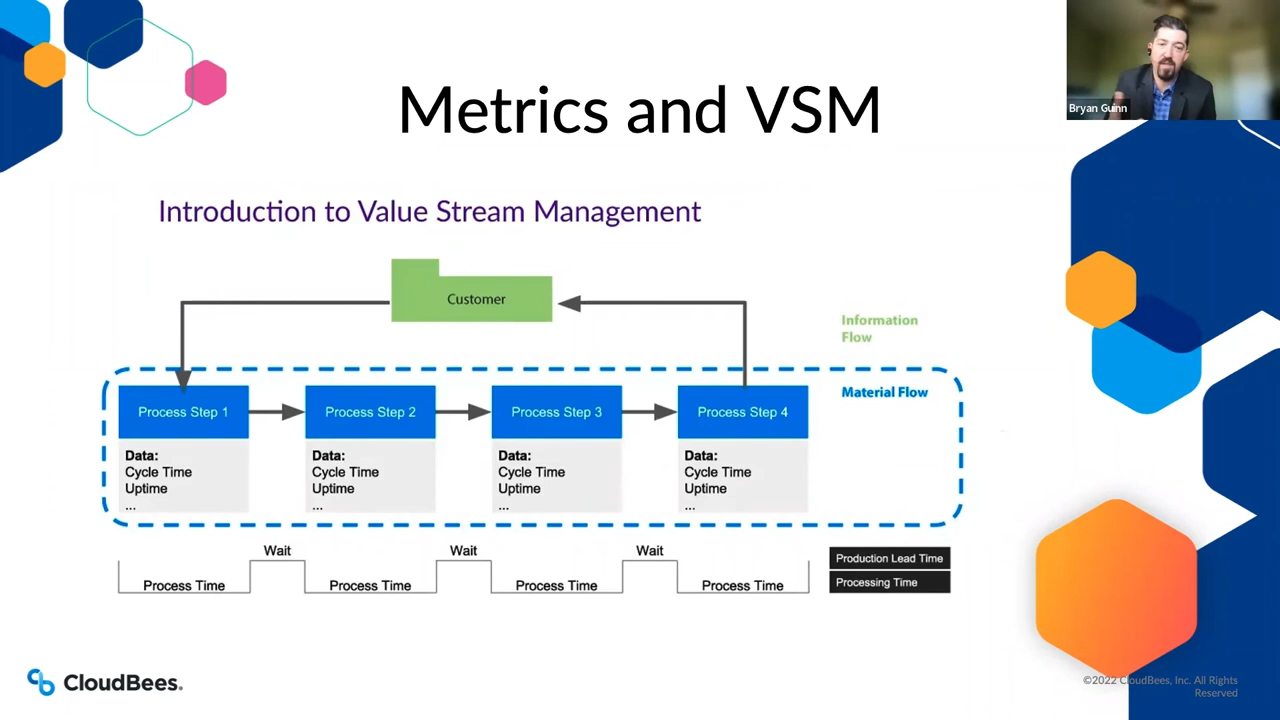 Metrics and VSM
Bryan Guinn
Introduction to Value Stream Management
Customer
Information
Flow
Material Flow
Process Step 1
Process Step 2
Process Step 3
Process Step 4
Data:
Cycle Time
Uptime
...
Data:
Cycle Time
Uptime
...
Data:
Cycle Time
Uptime
...
Data:
Cycle Time
Uptime
...
Wait
Wait
Wait
Process Time
Process Time
Process Time
Process Time
Production Lead Time
Processing Time
CloudBees.
©2022 CloudBees, Inc. All Rights
Reserved